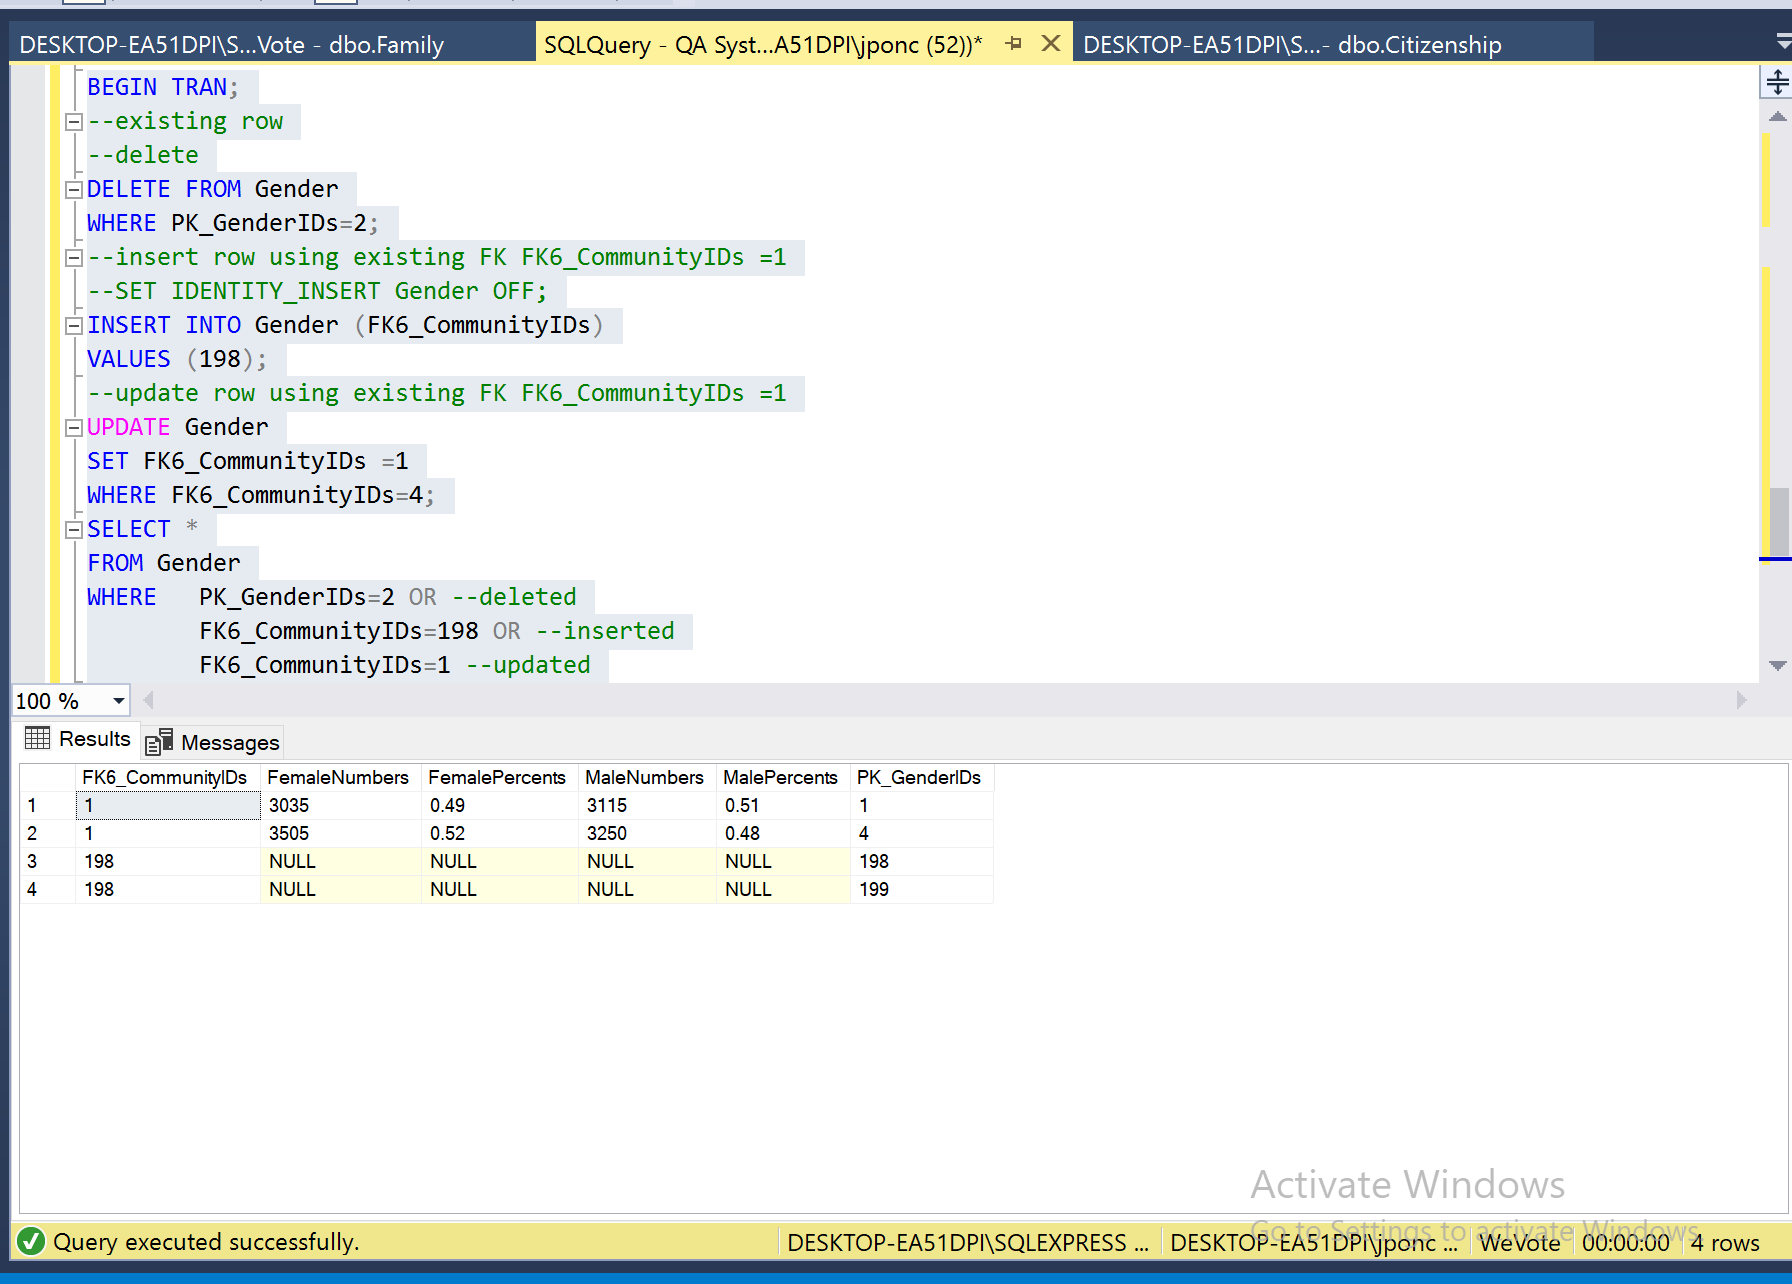 DESKTOP-EA51DPI\S...Vote - dbo.Family
SQLQuery - QA Syst...A51DPI\jponc (52))*
DESKTOP-EA51DPI\S...- dbo.Citizenship
BEGIN TRAN;
--existing row
--delete
DELETE FROM Gender
WHERE PK_GenderIDs=2;
--insert row using existing FK FK6_CommunityIDs =1
--SET IDENTITY_INSERT Gender OFF;
INSERT INTO Gender (FK6_CommunityIDs)
VALUES (198);
--update row using existing FK FK6_CommunityIDs =1
UPDATE Gender
SET FK6_CommunityIDs =1
WHERE FK6_CommunityIDs=4;
SELECT *
FROM Gender
WHERE   PK_GenderIDs=2 OR --deleted
        FK6_CommunityIDs=198 OR --inserted
        FK6_CommunityIDs=1 --updated
100 %
Results Messages
FK6_CommunityIDs FemaleNumbers FemalePercents MaleNumbers MalePercents PK_GenderIDs
1 1 3035 0.49 3115 0.51 1
2 1 3505 0.52 3250 0.48 4
3 198 NULL NULL NULL NULL 198
4 198 NULL NULL NULL NULL 199
Activate Windows
Go to Settings to activate Windows.
Query executed successfully. DESKTOP-EA51DPI\SQLEXPRESS ... DESKTOP-EA51DPI\jponc ... WeVote 00:00:00 4 rows